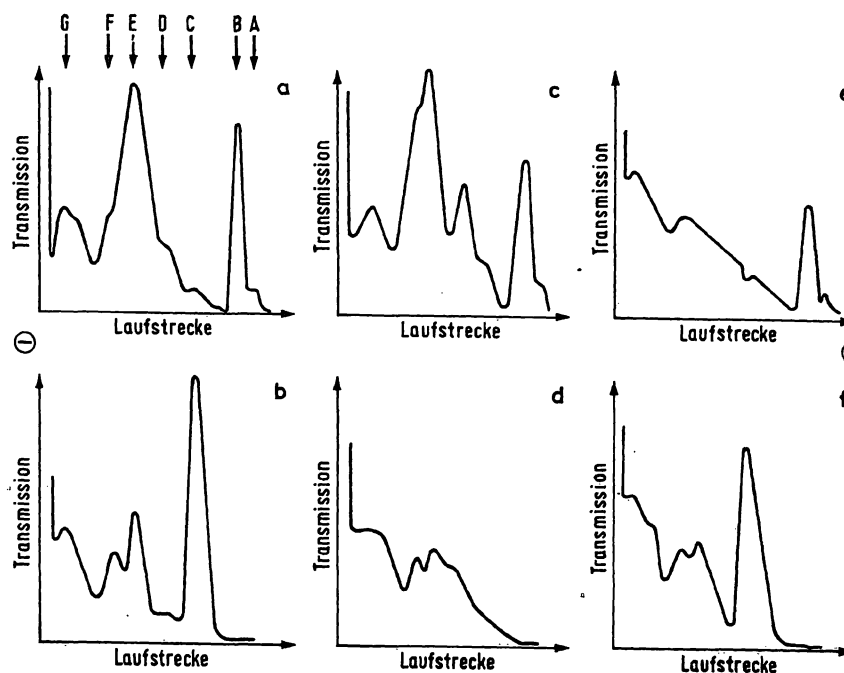 G F E D C B A
a
c
e
Transmission
Transmission
Transmission
Laufstrecke
Laufstrecke
Laufstrecke
b
d
f
Transmission
Transmission
Transmission
Laufstrecke
Laufstrecke
Laufstrecke